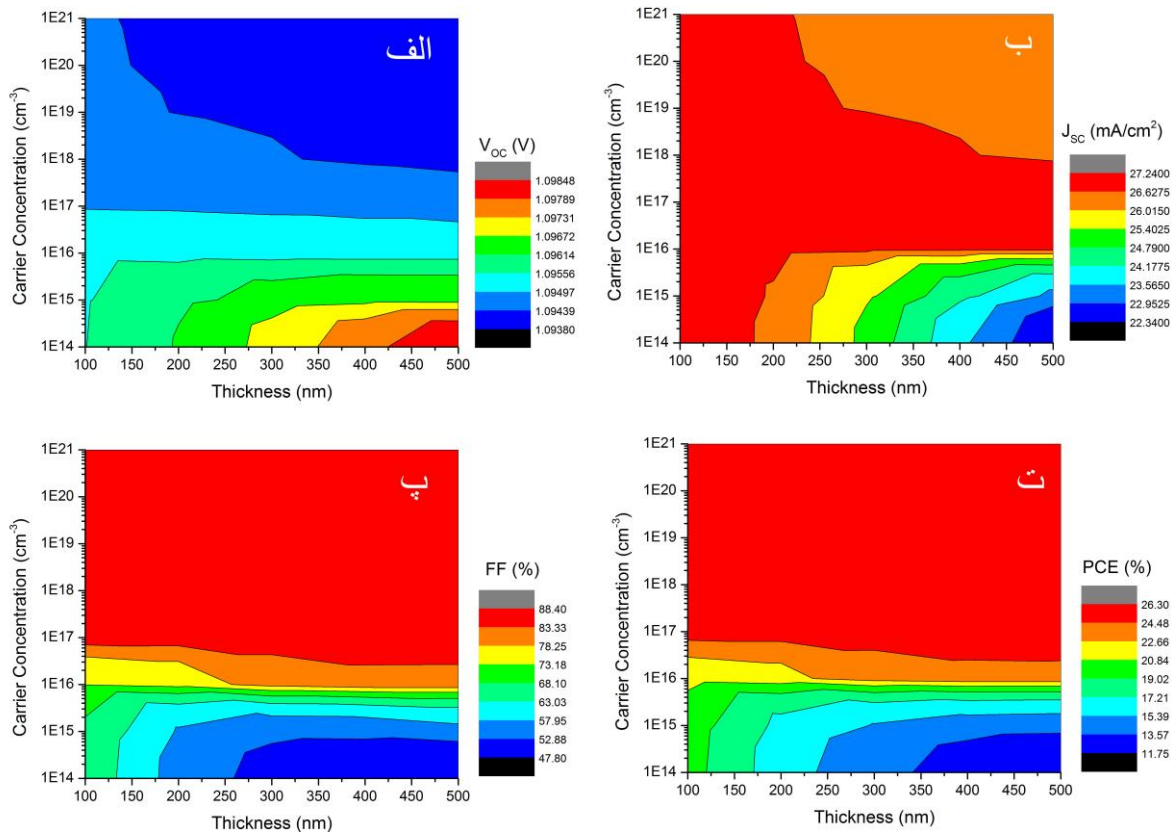 الف
1E21
1E20
1E19
1E18
1E17
1E16
1E15
1E14
Carrier Concentration (cm⁻³)
100 150 200 250 300 350 400 450 500
Thickness (nm)
V_OC (V)
1.09848
1.09789
1.09731
1.09672
1.09614
1.09556
1.09497
1.09439
1.09380
ب
1E21
1E20
1E19
1E18
1E17
1E16
1E15
1E14
Carrier Concentration (cm⁻³)
100 150 200 250 300 350 400 450 500
Thickness (nm)
J_SC (mA/cm²)
27.2400
26.6275
26.0150
25.4025
24.7900
24.1775
23.5650
22.9525
22.3400
پ
1E21
1E20
1E19
1E18
1E17
1E16
1E15
1E14
Carrier Concentration (cm⁻³)
100 150 200 250 300 350 400 450 500
Thickness (nm)
FF (%)
88.40
83.33
78.25
73.18
68.10
63.03
57.95
52.88
47.80
ت
1E21
1E20
1E19
1E18
1E17
1E16
1E15
1E14
Carrier Concentration (cm⁻³)
100 150 200 250 300 350 400 450 500
Thickness (nm)
PCE (%)
26.30
24.48
22.66
20.84
19.02
17.21
15.39
13.57
11.75